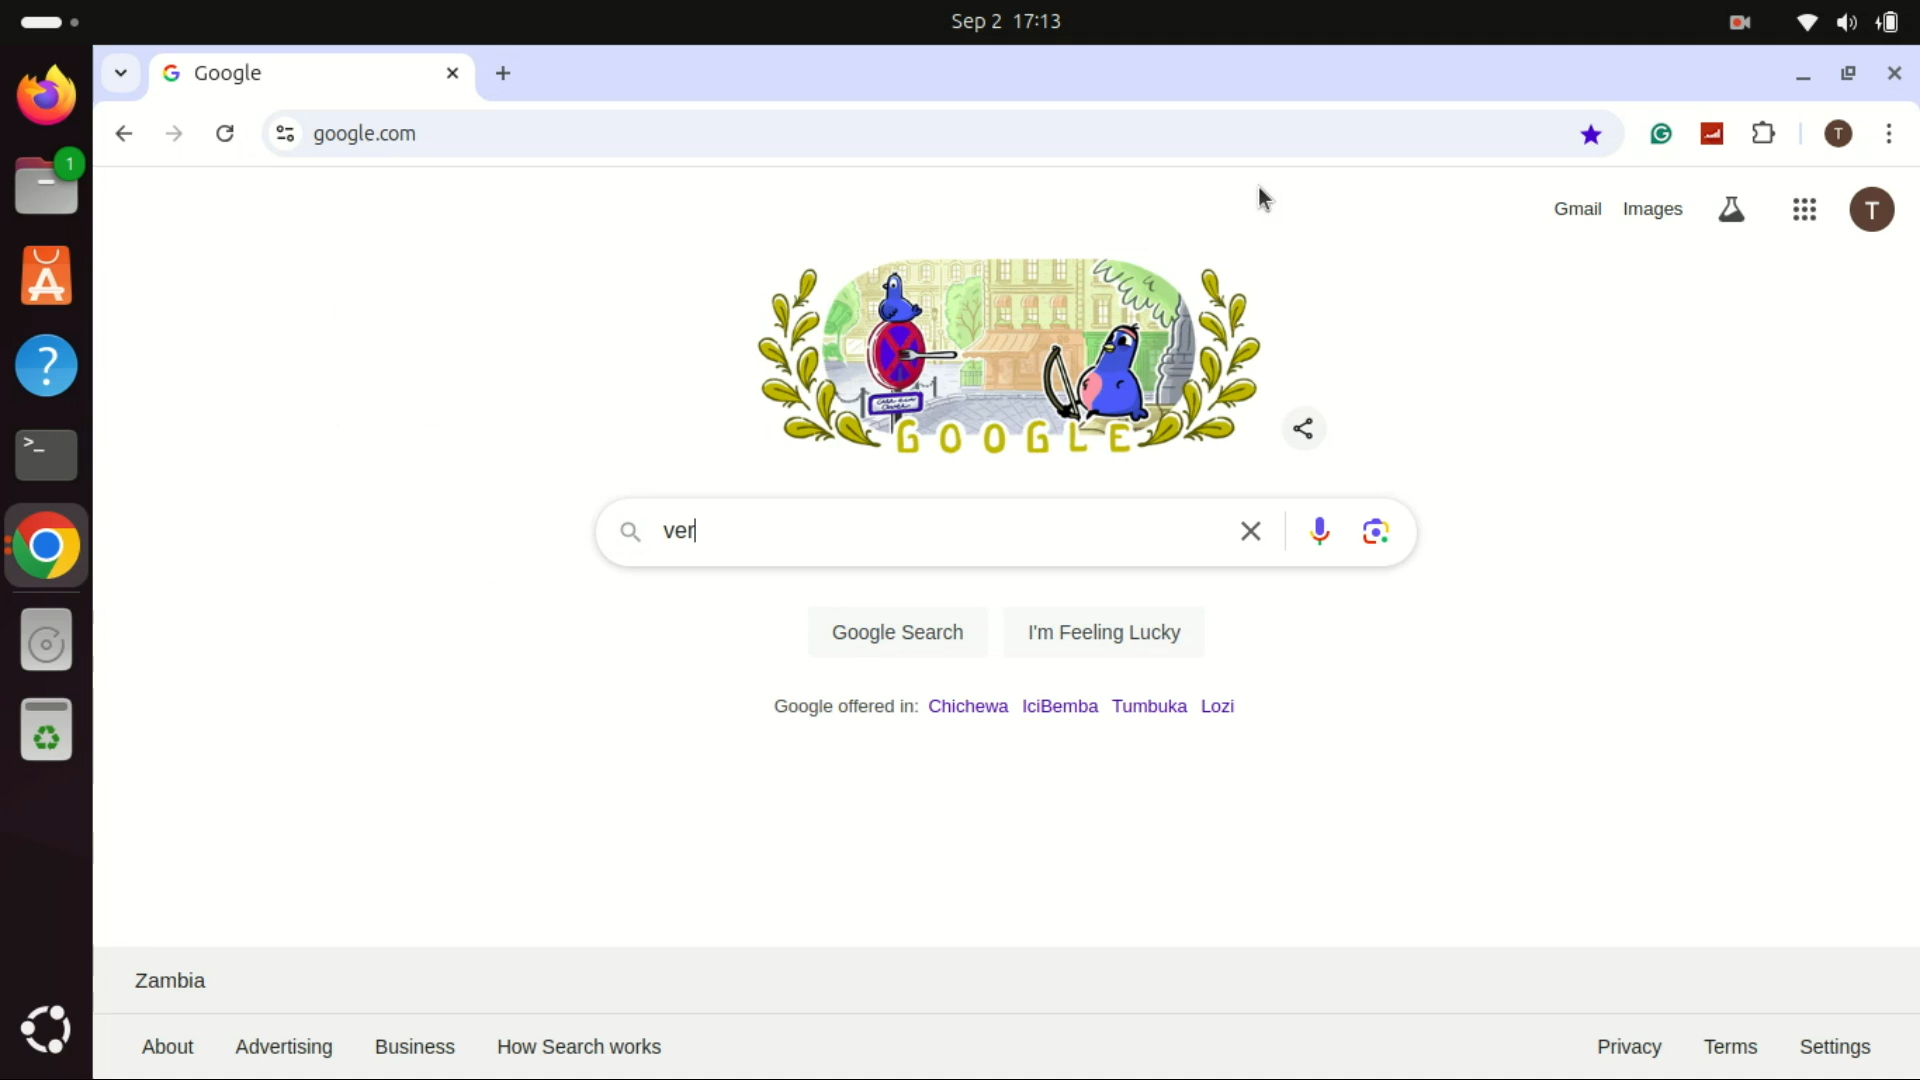 Sep 2 17:13
Google
google.com
1
T
Gmail Images T
GOOGLE
ver
Google Search I'm Feeling Lucky
Google offered in: Chichewa IciBemba Tumbuka Lozi
Zambia
About Advertising Business How Search works Privacy Terms Settings